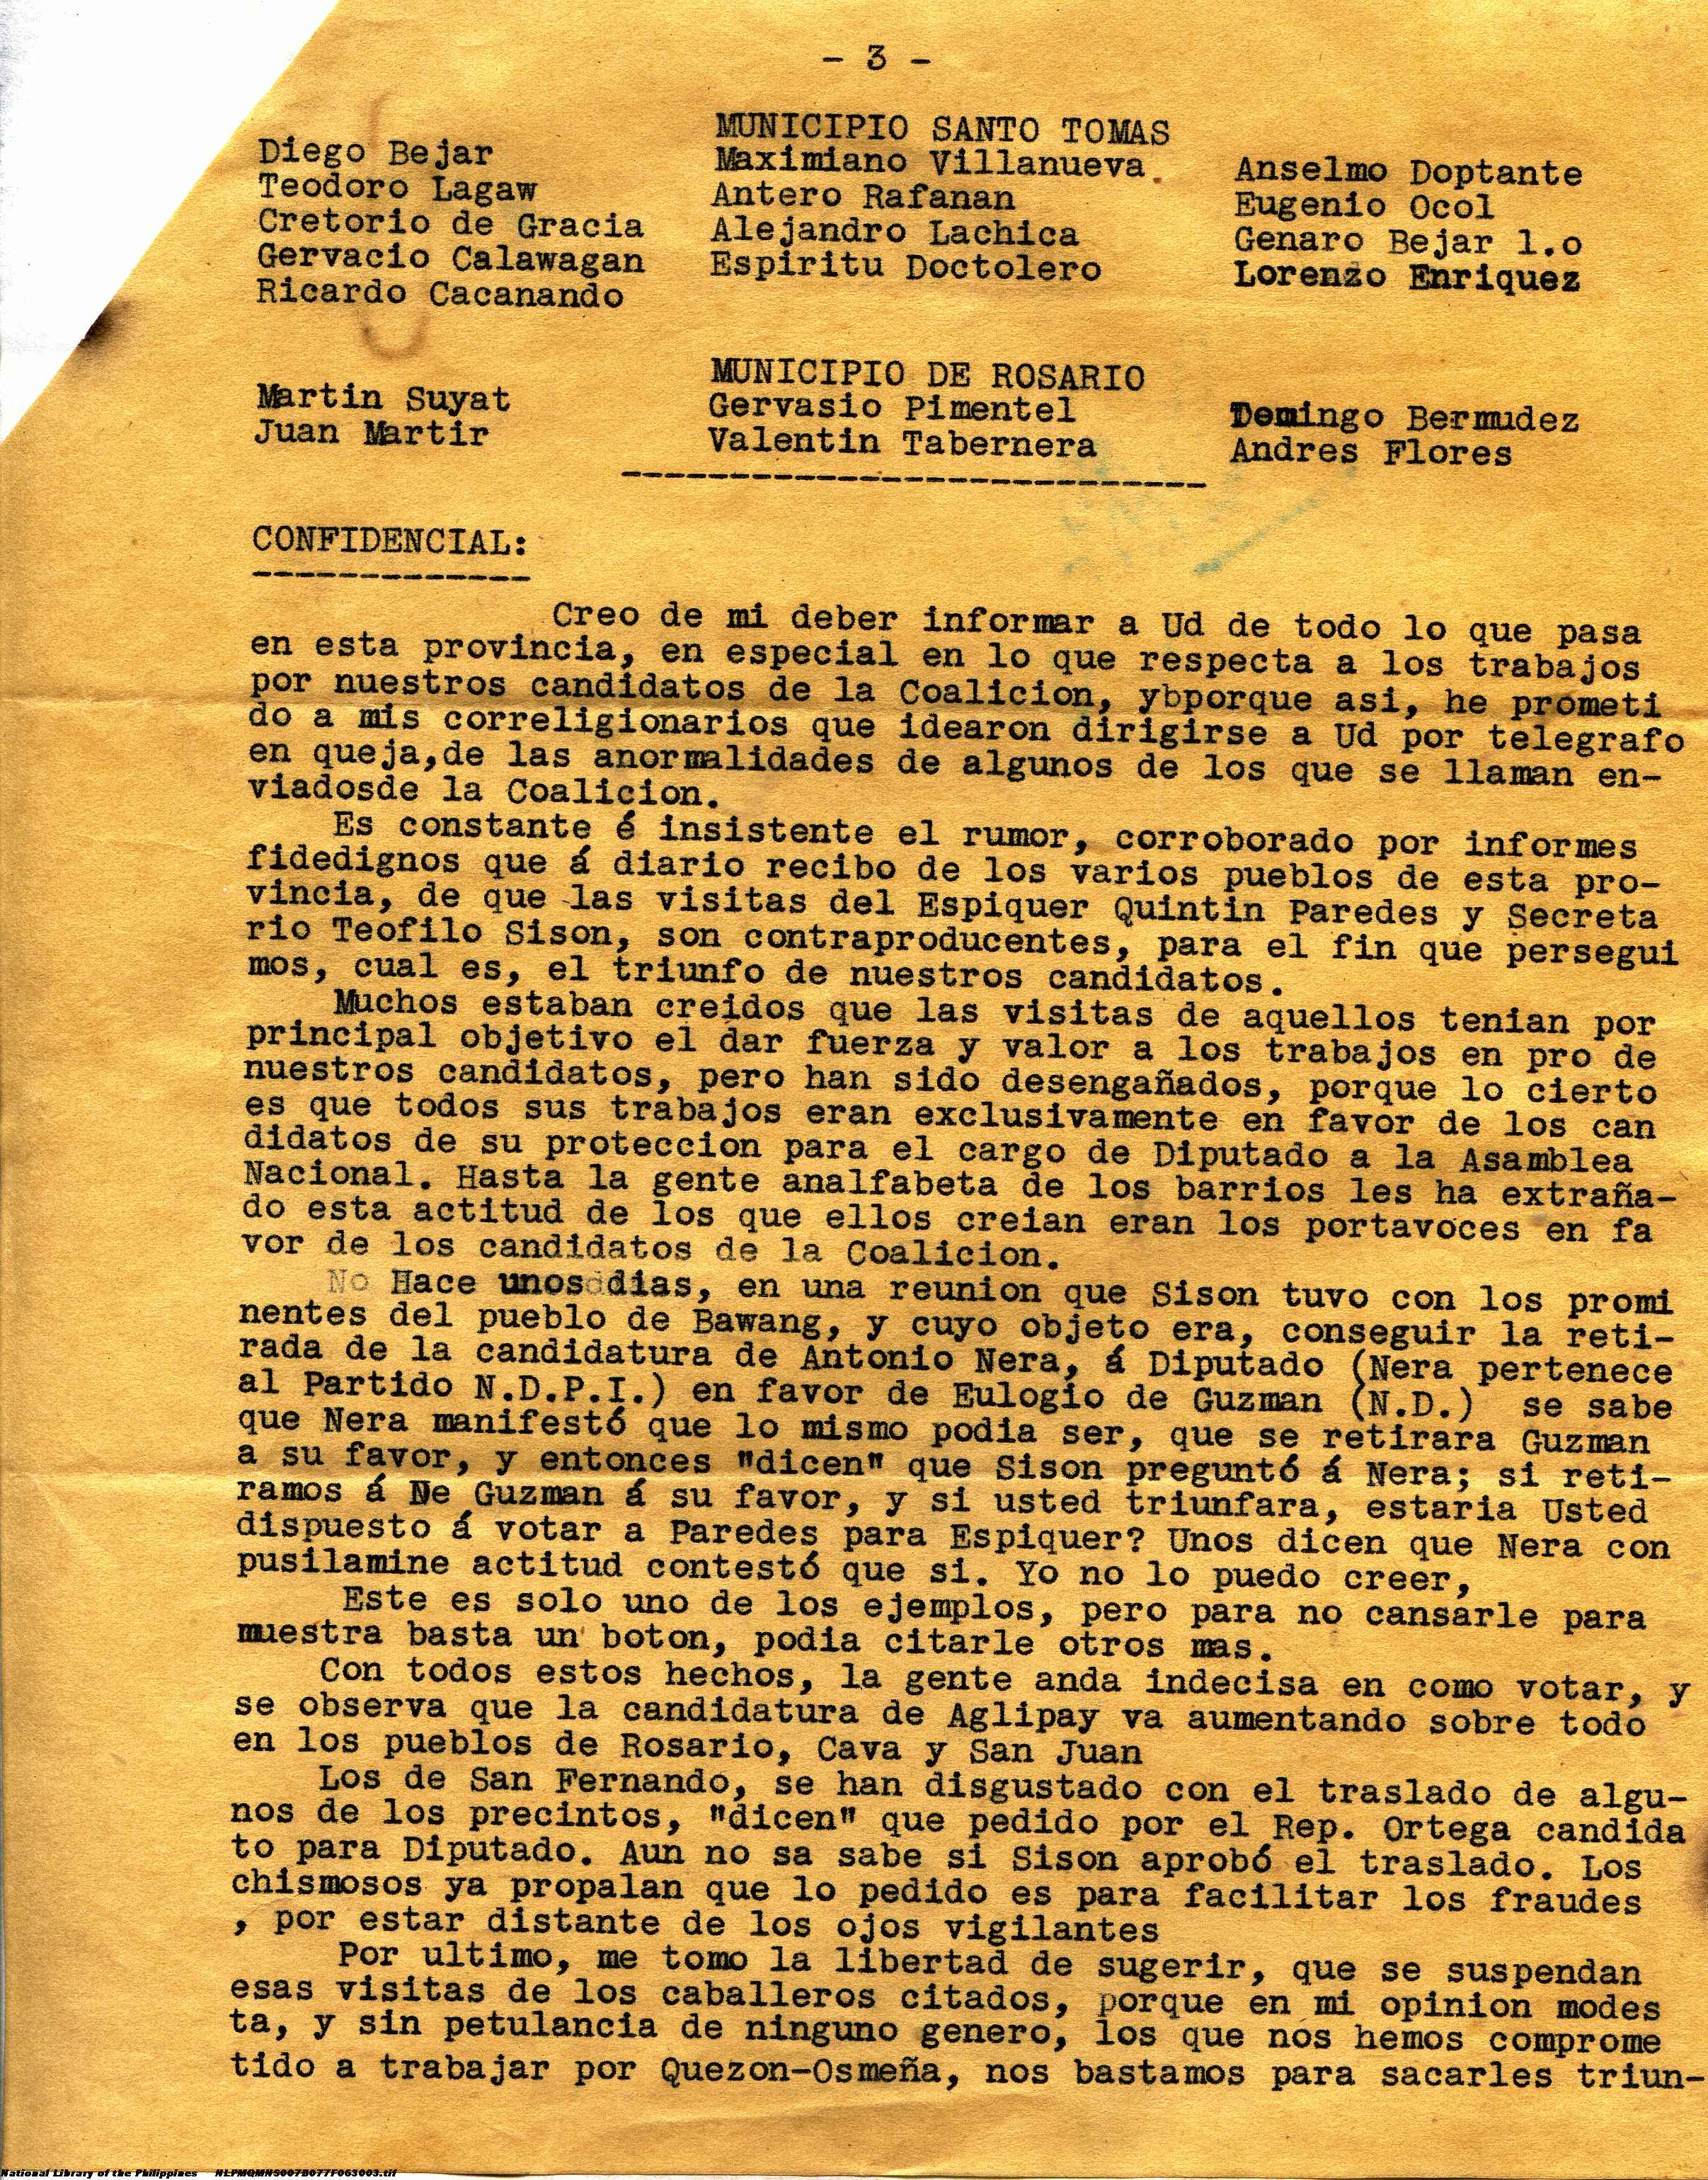 - 3 -
MUNICIPIO SANTO TOMAS
Diego Bejar Maximiano Villanueva. Anselmo Doptante
Teodoro Lagaw Antero Rafanan Eugenio Ocol
Cretorio de Gracia Alejandro Lachica Genaro Bejar l.o
Gervacio Calawagan Espiritu Doctolero Lorenzo Enriquez
Ricardo Cacanando
MUNICIPIO DE ROSARIO
Martin Suyat Gervasio Pimentel Domingo Bermudez
Juan Martir Valentin Tabernera Andres Flores
---------------------------
CONFIDENCIAL:
-------------
Creo de mi deber informar a Ud de todo lo que pasa
en esta provincia, en especial en lo que respecta a los trabajos
por nuestros candidatos de la Coalicion, ybporque asi, he prometi
do a mis correligionarios que idearon dirigirse a Ud por telegrafo
en queja,de las anormalidades de algunos de los que se llaman en-
viadosde la Coalicion.
Es constante é insistente el rumor, corroborado por informes
fidedignos que á diario recibo de los varios pueblos de esta pro-
vincia, de que las visitas del Espiquer Quintin Paredes y Secreta
rio Teofilo Sison, son contraproducentes, para el fin que persegui
mos, cual es, el triunfo de nuestros candidatos.
Muchos estaban creidos que las visitas de aquellos tenian por
principal objetivo el dar fuerza y valor a los trabajos en pro de
nuestros candidatos, pero han sido desengañados, porque lo cierto
es que todos sus trabajos eran exclusivamente en favor de los can
didatos de su proteccion para el cargo de Diputado a la Asamblea
Nacional. Hasta la gente analfabeta de los barrios les ha extraña-
do esta actitud de los que ellos creian eran los portavoces en fa
vor de los candidatos de la Coalicion.
No Hace unos dias, en una reunion que Sison tuvo con los promi
nentes del pueblo de Bawang, y cuyo objeto era, conseguir la reti-
rada de la candidatura de Antonio Nera, á Diputado (Nera pertenece
al Partido N.D.P.I.) en favor de Eulogio de Guzman (N.D.) se sabe
que Nera manifestó que lo mismo podia ser, que se retirara Guzman
a su favor, y entonces "dicen" que Sison preguntó á Nera; si reti-
ramos á De Guzman á su favor, y si usted triunfara, estaria Usted
dispuesto á votar a Paredes para Espiquer? Unos dicen que Nera con
pusilamine actitud contestó que si. Yo no lo puedo creer,
Este es solo uno de los ejemplos, pero para no cansarle para
muestra basta un boton, podia citarle otros mas.
Con todos estos hechos, la gente anda indecisa en como votar, y
se observa que la candidatura de Aglipay va aumentando sobre todo
en los pueblos de Rosario, Cava y San Juan
Los de San Fernando, se han disgustado con el traslado de algu-
nos de los precintos, "dicen" que pedido por el Rep. Ortega candida
to para Diputado. Aun no sa sabe si Sison aprobó el traslado. Los
chismosos ya propalan que lo pedido es para facilitar los fraudes
, por estar distante de los ojos vigilantes
Por ultimo, me tomo la libertad de sugerir, que se suspendan
esas visitas de los caballeros citados, porque en mi opinion modes
ta, y sin petulancia de ninguno genero, los que nos hemos comprome
tido a trabajar por Quezon-Osmeña, nos bastamos para sacarles triun-
National Library of the Philippines NLPMQMNS007B077F063003.tif